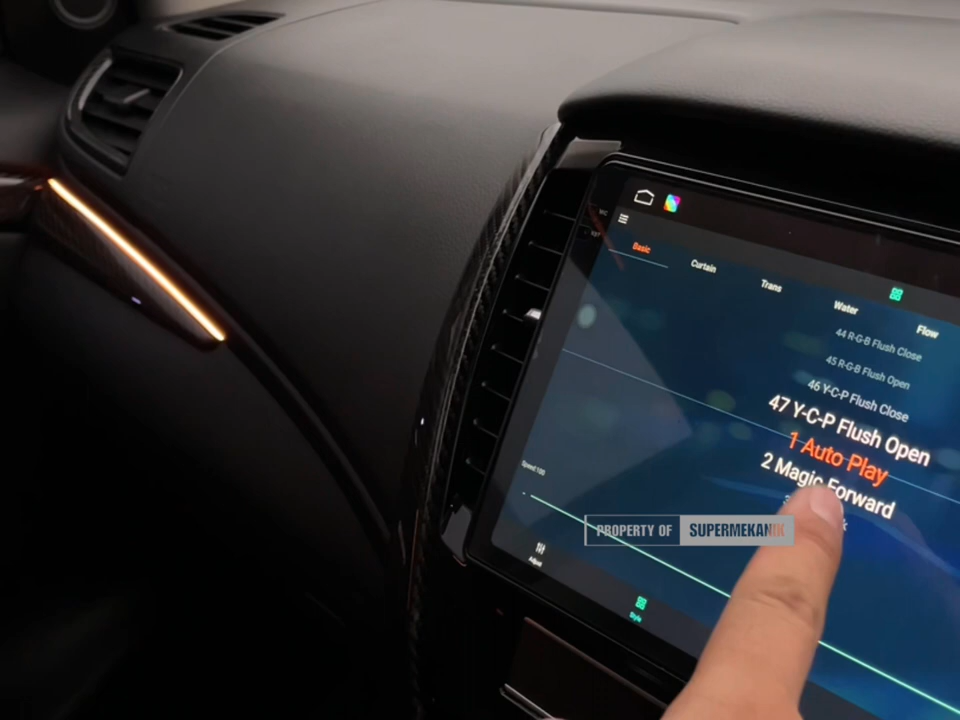 Basic
Curtain
Trans
Water
Flow
44 R-G-B Flush Close
45 R-G-B Flush Open
46 Y-C-P Flush Close
47 Y-C-P Flush Open
1 Auto Play
2 Magic Forward
Speed:100
PROPERTY OF SUPERMEKANIK
Adjust
Style